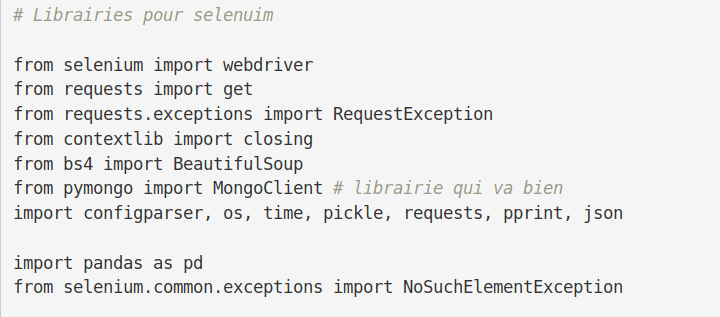 # Librairies pour selenuim
from selenium import webdriver
from requests import get
from requests.exceptions import RequestException
from contextlib import closing
from bs4 import BeautifulSoup
from pymongo import MongoClient # librairie qui va bien
import configparser, os, time, pickle, requests, pprint, json
import pandas as pd
from selenium.common.exceptions import NoSuchElementException